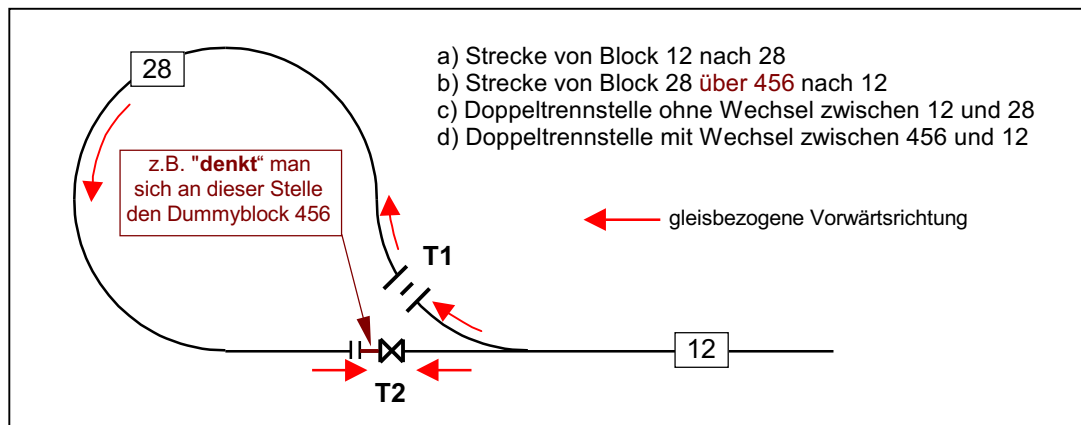 28
a) Strecke von Block 12 nach 28
b) Strecke von Block 28 über 456 nach 12
c) Doppeltrennstelle ohne Wechsel zwischen 12 und 28
d) Doppeltrennstelle mit Wechsel zwischen 456 und 12
z.B. "denkt“ man
sich an dieser Stelle
den Dummyblock 456
gleisbezogene Vorwärtsrichtung
T1
12
T2